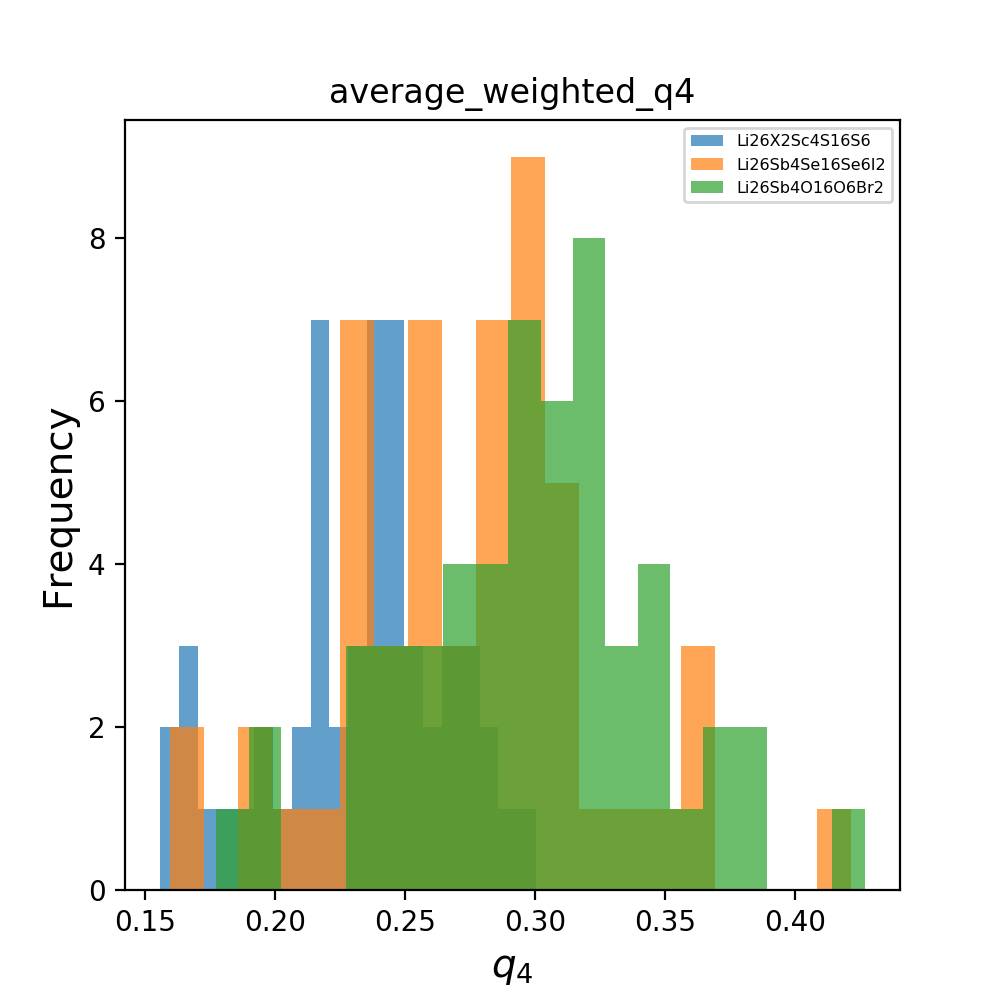 average_weighted_q4
Li26X2Sc4S16S6
Li26Sb4Se16Se6I2
Li26Sb4O16O6Br2
Frequency
8
6
4
2
0
0.15 0.20 0.25 0.30 0.35 0.40
q4